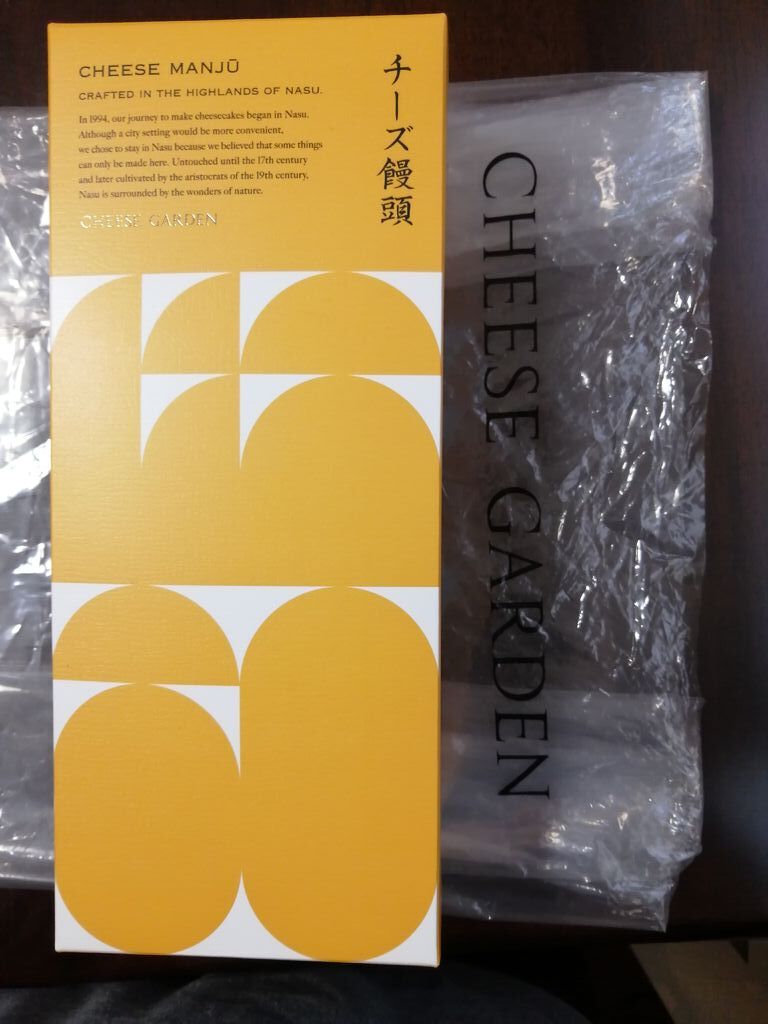 CHEESE MANJŪ
CRAFTED IN THE HIGHLANDS OF NASU.
In 1994, our journey to make cheesecakes began in Nasu.
Although a city setting would be more convenient,
we chose to stay in Nasu because we believed that some things
can only be made here. Untouched until the 17th century
and later cultivated by the aristocrats of the 19th century,
Nasu is surrounded by the wonders of nature.
CHEESE GARDEN
チーズ饅頭
CHEESE GARDEN